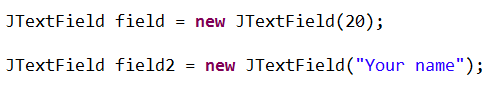 JTextField field = new JTextField(20);
JTextField field2 = new JTextField("Your name");